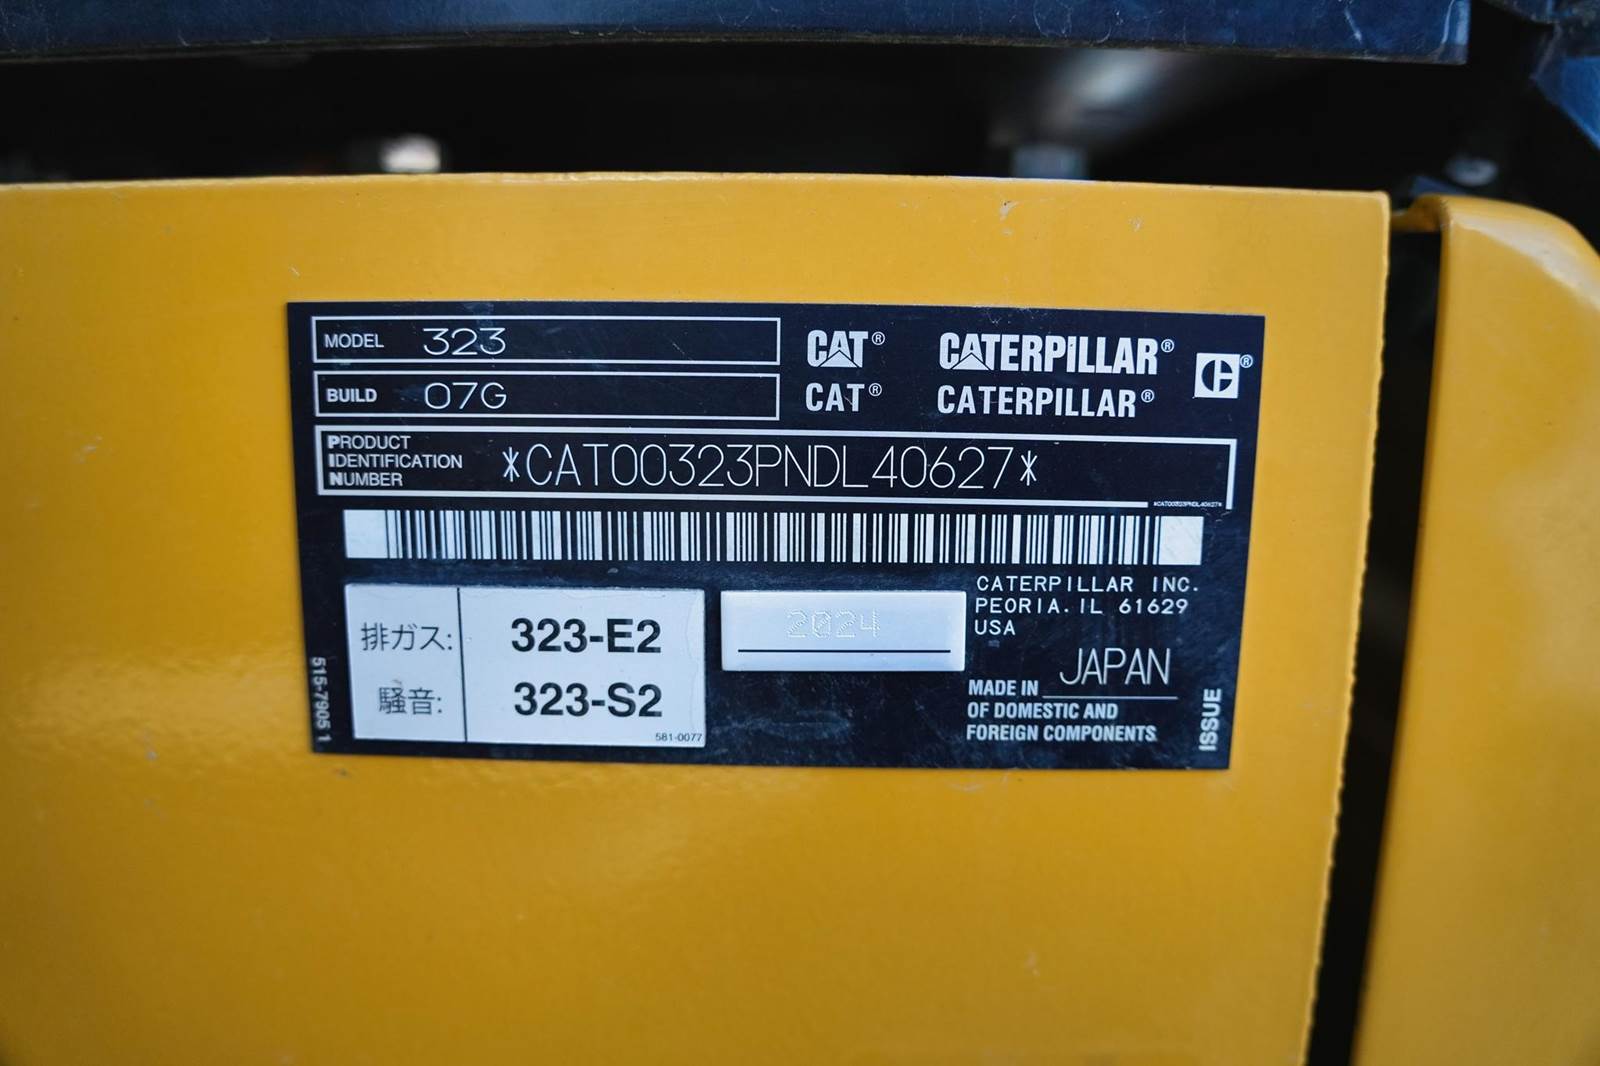 MODEL 323
BUILD 07G
CAT® CATERPILLAR®
CAT® CATERPILLAR®
PRODUCT
IDENTIFICATION
NUMBER
*CAT00323PNDL40627*
*CAT00323PNDL40627*
排ガス: 323-E2
騒音: 323-S2
581-0077
2024
CATERPILLAR INC.
PEORIA. IL 61629
USA
MADE IN JAPAN
OF DOMESTIC AND
FOREIGN COMPONENTS
515-7905 1
ISSUE